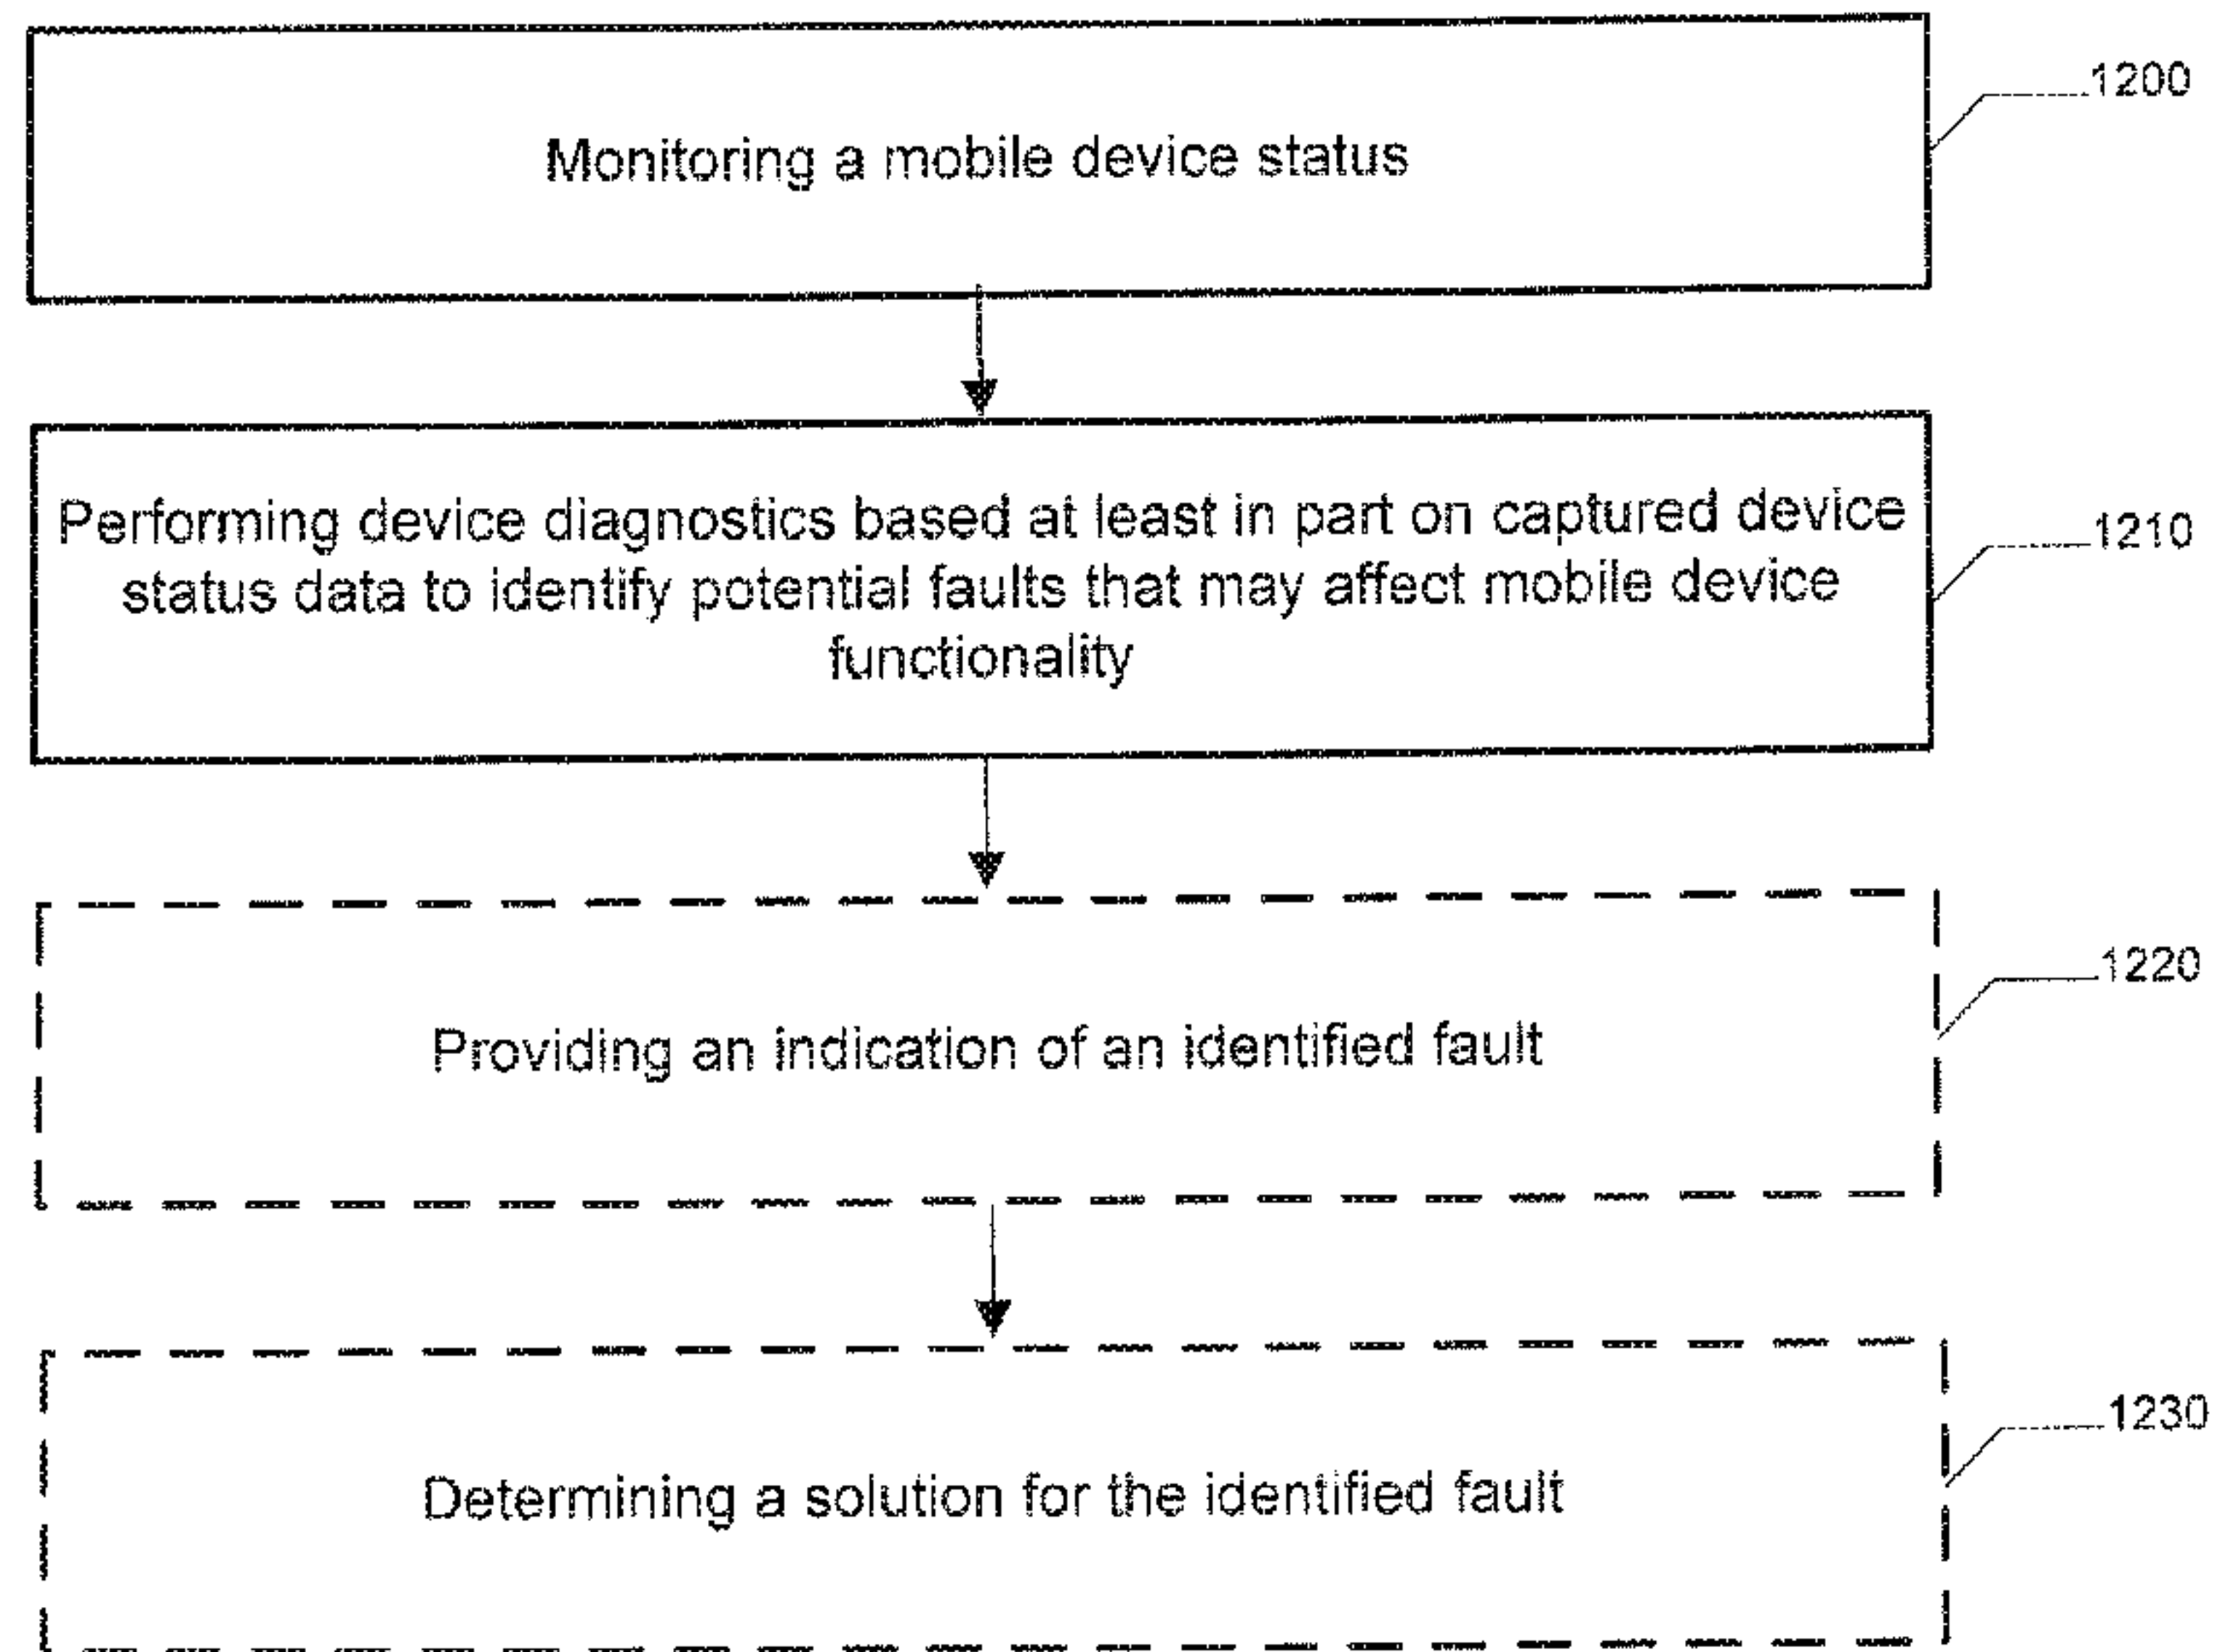 Monitoring a mobile device status
1200
Performing device diagnostics based at least in part on captured device
status data to identify potential faults that may affect mobile device
functionality
1210
Providing an indication of an identified fault
1220
Determining a solution for the identified fault
1230